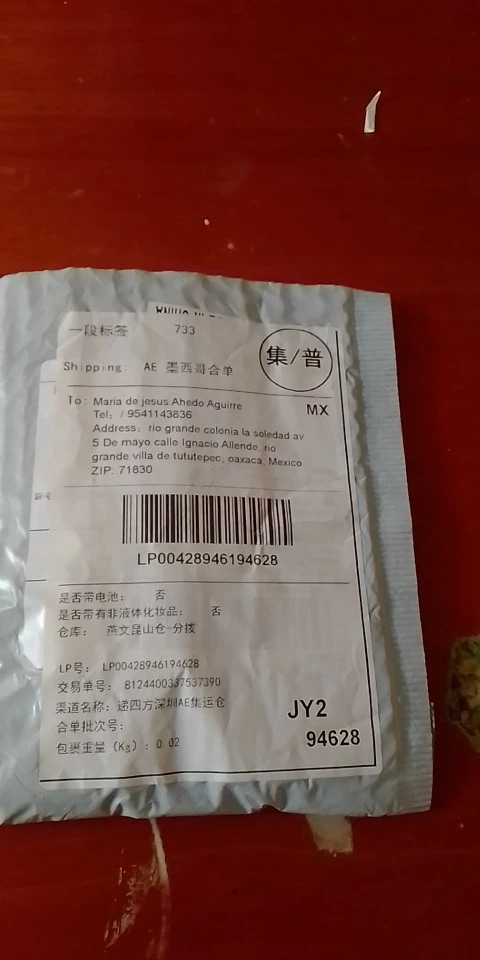 一段标签 733
集/普
Shipping: AE 墨西哥合单
To: Maria de jesus Ahedo Aguirre
MX
Tel: / 9541143836
Address: rio grande colonia la soledad av
5 De mayo calle Ignacio Allende, rio
grande villa de tututepec, oaxaca, Mexico
ZIP: 71830
LP00428946194628
是否带电池: 否
是否带有非液体化妆品: 否
仓库: 燕文昆山仓-分拨
LP号: LP00428946194628
交易单号: 8124400337537390
渠道名称: 递四方深圳AE集运仓
JY2
合单批次号:
94628
包裹重量 (Kg) : 0.02